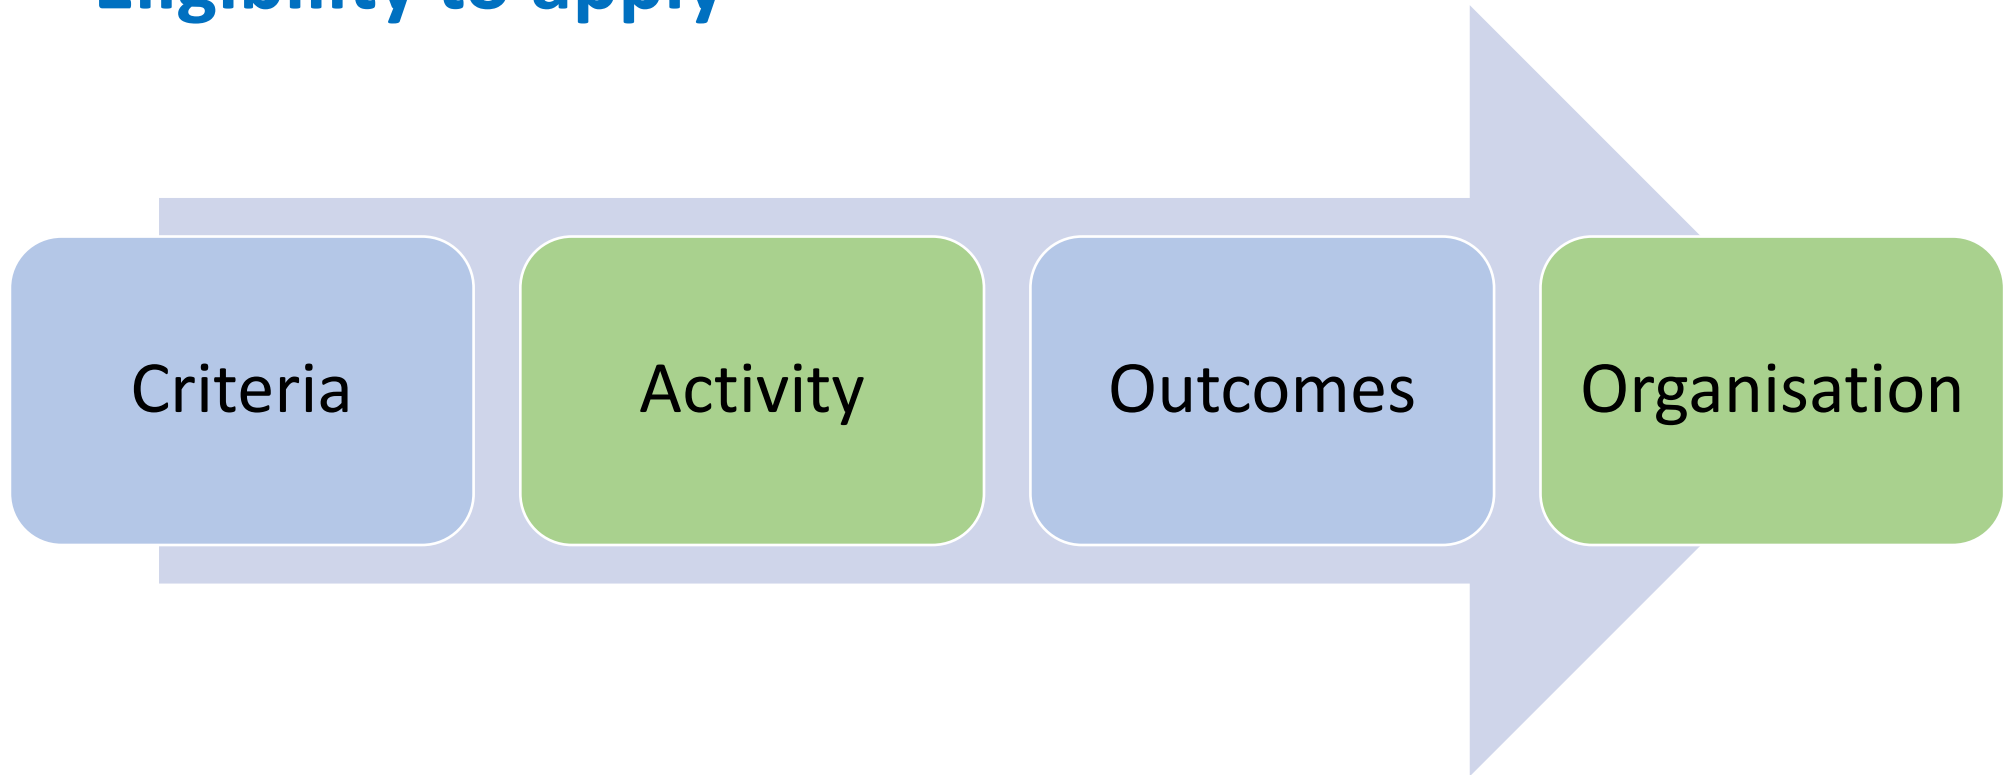 Eligibility to apply
Criteria
Activity
Outcomes
Organisation